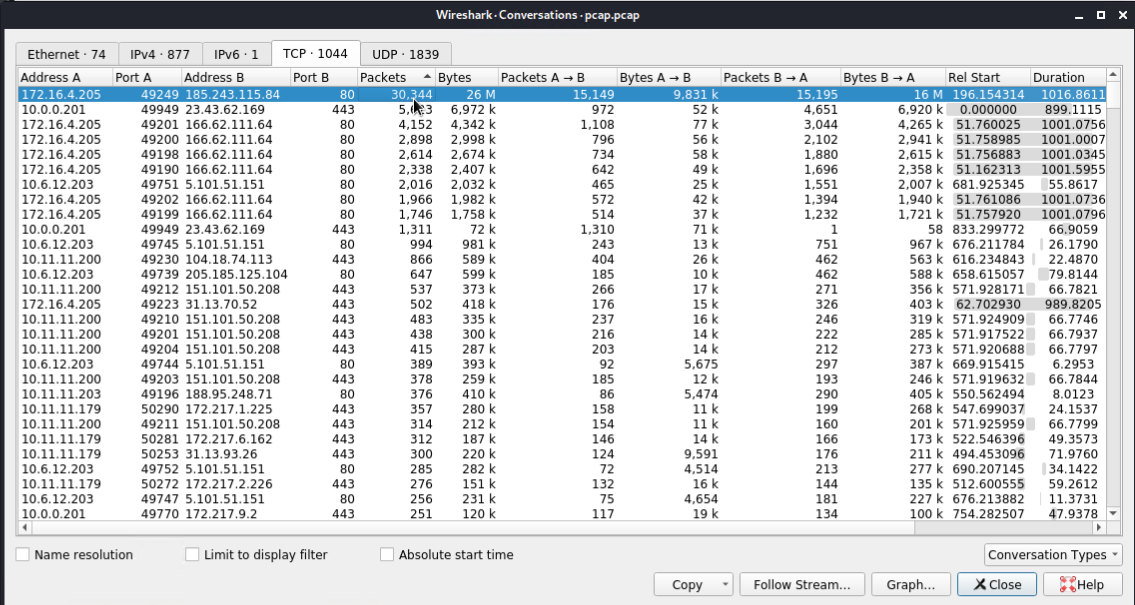 Wireshark · Conversations · pcap.pcap
Ethernet · 74 IPv4 · 877 IPv6 · 1 TCP · 1044 UDP · 1839
Address A Port A Address B Port B Packets Bytes Packets A → B Bytes A → B Packets B → A Bytes B → A Rel Start Duration
172.16.4.205 49249 185.243.115.84 80 30,344 26 M 15,149 9,831 k 15,195 16 M 196.154314 1016.8611
10.0.0.201 49949 23.43.62.169 443 6,972 k 972 52 k 4,651 6,920 k 0.000000 899.1115
172.16.4.205 49201 166.62.111.64 80 4,152 4,342 k 1,108 77 k 3,044 4,265 k 51.760025 1001.0756
172.16.4.205 49200 166.62.111.64 80 2,898 2,998 k 796 56 k 2,102 2,941 k 51.758985 1001.0007
172.16.4.205 49198 166.62.111.64 80 2,614 2,674 k 734 58 k 1,880 2,615 k 51.756883 1001.0345
172.16.4.205 49190 166.62.111.64 80 2,338 2,407 k 642 49 k 1,696 2,358 k 51.162313 1001.5955
10.6.12.203 49751 5.101.51.151 80 2,016 2,032 k 465 25 k 1,551 2,007 k 681.925345 55.8617
172.16.4.205 49202 166.62.111.64 80 1,966 1,982 k 572 42 k 1,394 1,940 k 51.761086 1001.0736
172.16.4.205 49199 166.62.111.64 80 1,746 1,758 k 514 37 k 1,232 1,721 k 51.757920 1001.0796
10.0.0.201 49949 23.43.62.169 443 1,311 72 k 1,310 71 k 1 58 833.299772 66.9059
10.6.12.203 49745 5.101.51.151 80 994 981 k 243 13 k 751 967 k 676.211784 26.1790
10.11.11.200 49230 104.18.74.113 443 866 589 k 404 26 k 462 563 k 616.234843 22.4870
10.6.12.203 49739 205.185.125.104 80 647 599 k 185 10 k 462 588 k 658.615057 79.8144
10.11.11.200 49212 151.101.50.208 443 537 373 k 266 17 k 271 356 k 571.928171 66.7821
172.16.4.205 49223 31.13.70.52 443 502 418 k 176 15 k 326 403 k 62.702930 989.8205
10.11.11.200 49210 151.101.50.208 443 483 335 k 237 16 k 246 319 k 571.924909 66.7746
10.11.11.200 49201 151.101.50.208 443 438 300 k 216 14 k 222 285 k 571.917522 66.7937
10.11.11.200 49204 151.101.50.208 443 415 287 k 203 14 k 212 273 k 571.920688 66.7797
10.6.12.203 49744 5.101.51.151 80 389 393 k 92 5,675 297 387 k 669.915415 6.2953
10.11.11.200 49203 151.101.50.208 443 378 259 k 185 12 k 193 246 k 571.919632 66.7844
10.11.11.203 49196 188.95.248.71 443 376 410 k 86 5,474 290 405 k 550.562494 8.0123
10.11.11.179 50290 172.217.1.225 443 357 280 k 158 11 k 199 268 k 547.699037 24.1537
10.11.11.200 49211 151.101.50.208 443 314 212 k 154 11 k 160 201 k 571.925959 66.7799
10.11.11.179 50281 172.217.6.162 443 312 187 k 146 14 k 166 173 k 522.546396 49.3573
10.11.11.179 50253 31.13.93.26 443 300 220 k 124 9,591 176 211 k 494.453096 71.9760
10.6.12.203 49752 5.101.51.151 80 285 282 k 72 4,514 213 277 k 690.207145 34.1422
10.11.11.179 50272 172.217.2.226 443 276 151 k 132 16 k 144 135 k 512.600555 59.2612
10.6.12.203 49747 5.101.51.151 80 256 231 k 75 4,654 181 227 k 676.213882 11.3731
10.0.0.201 49770 172.217.9.2 443 251 120 k 117 19 k 134 100 k 754.282507 47.9378
Name resolution Limit to display filter Absolute start time Conversation Types
Copy Follow Stream... Graph... Close Help